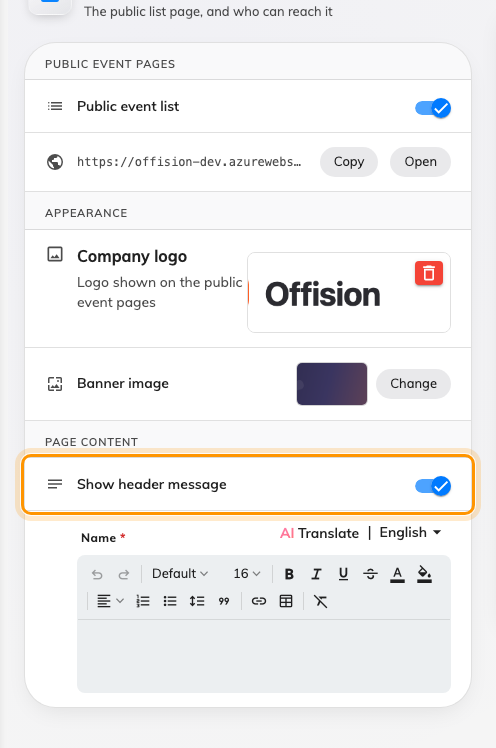 The public list page, and who can reach it
PUBLIC EVENT PAGES
Public event list
https://offision-dev.azurewebs…
Copy
Open
APPEARANCE
Company logo
Logo shown on the public
event pages
Offision
Banner image
Change
PAGE CONTENT
Show header message
Name *
AI Translate | English
Default
16
B I U S A